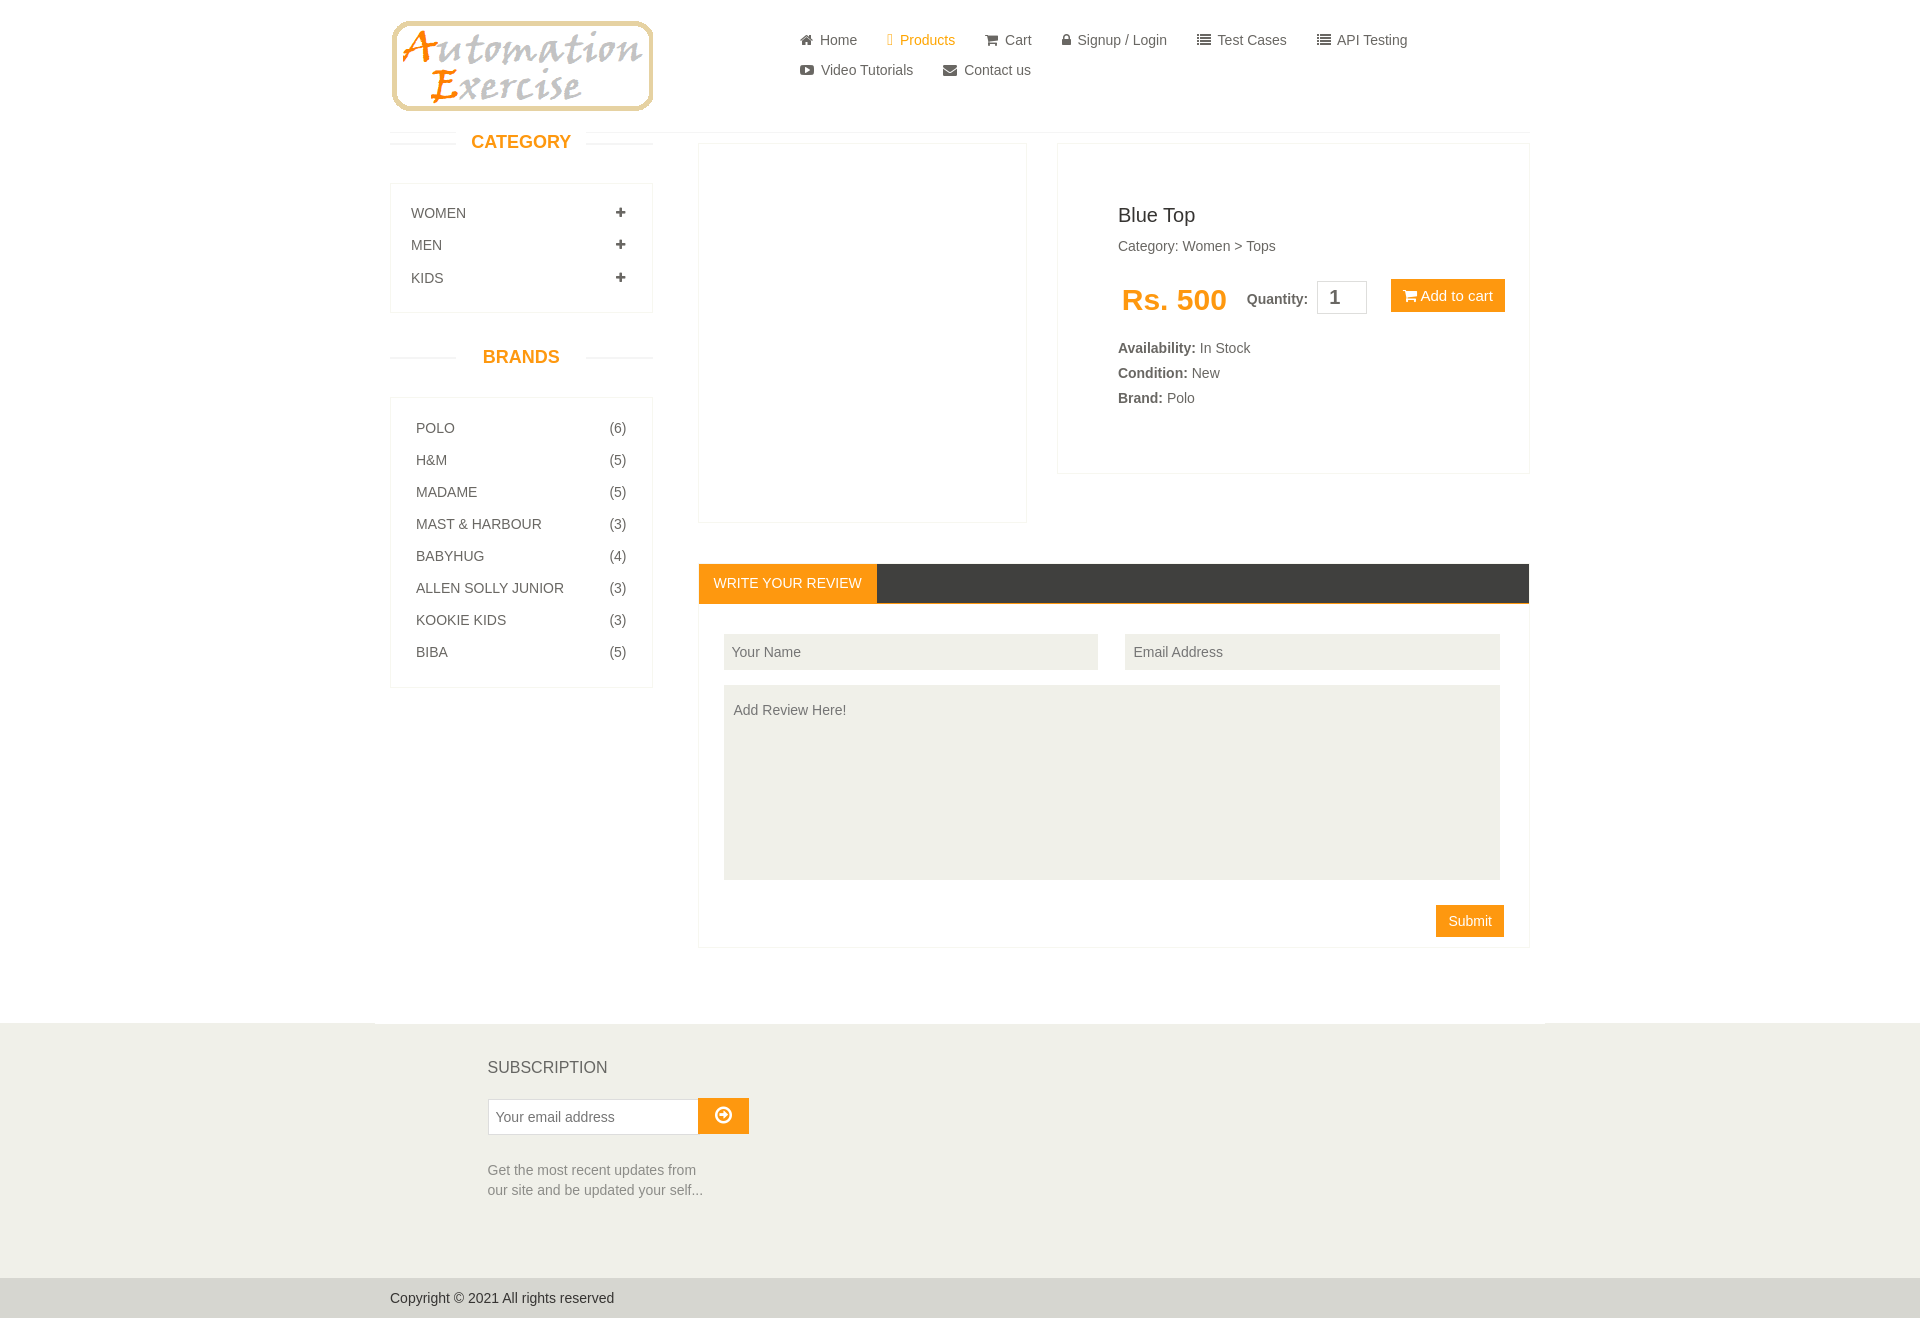 Automation
Exercise
Home
Products
Cart
Signup / Login
Test Cases
API Testing
Video Tutorials
Contact us
CATEGORY
WOMEN
MEN
KIDS
BRANDS
POLO (6)
H&M (5)
MADAME (5)
MAST & HARBOUR (3)
BABYHUG (4)
ALLEN SOLLY JUNIOR (3)
KOOKIE KIDS (3)
BIBA (5)
Blue Top
Category: Women > Tops
Rs. 500 Quantity: 1 Add to cart
Availability: In Stock
Condition: New
Brand: Polo
WRITE YOUR REVIEW
Your Name
Email Address
Add Review Here!
Submit
SUBSCRIPTION
Your email address
Get the most recent updates from
our site and be updated your self...
Copyright © 2021 All rights reserved